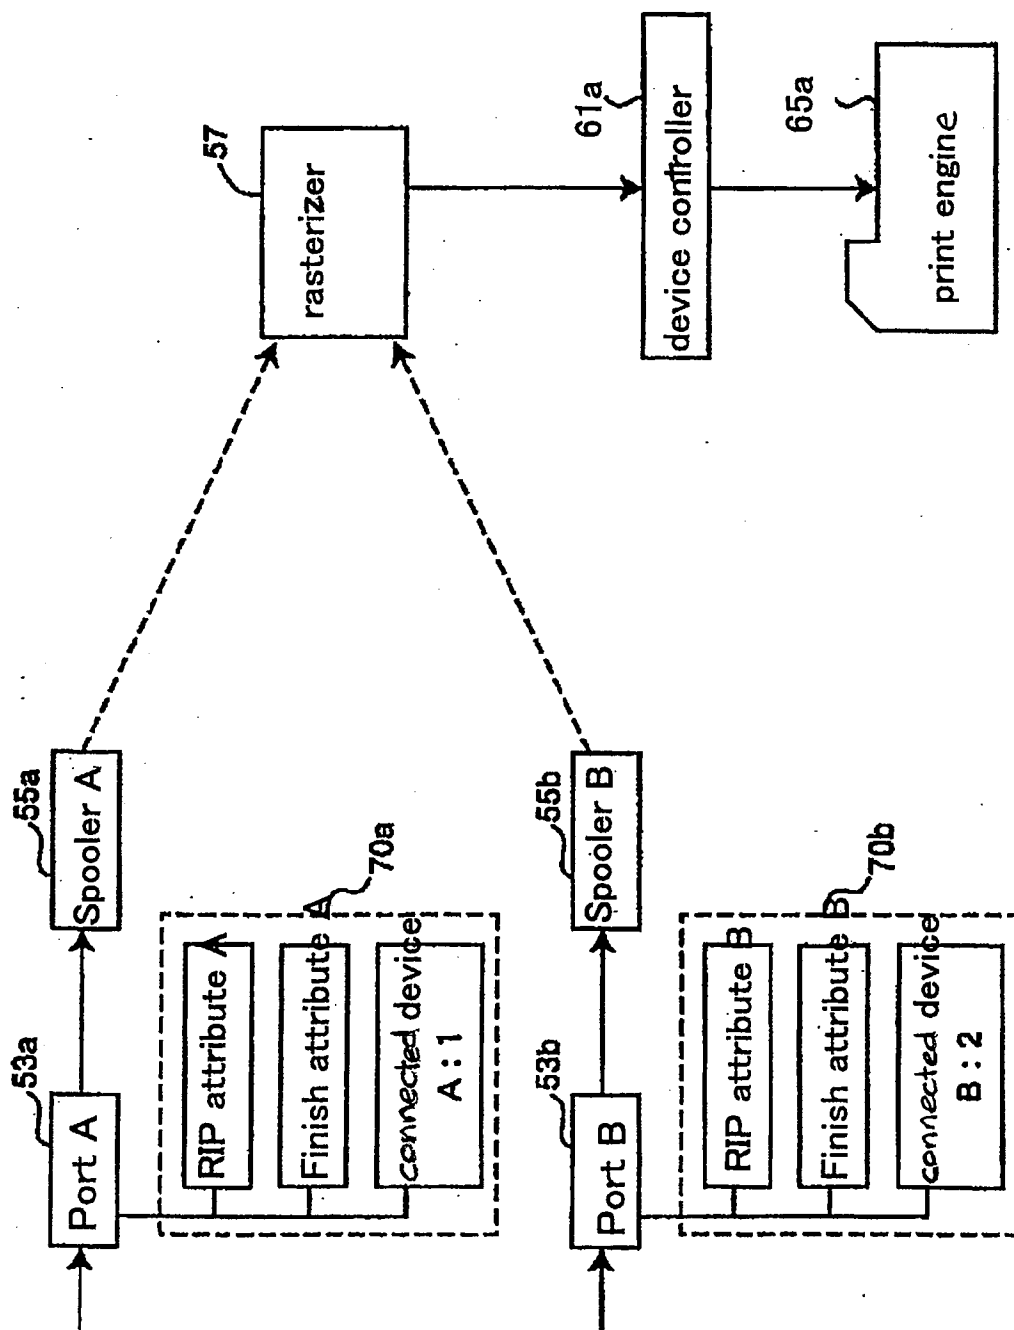 53a
Port A
55a
Spooler A
57
rasterizer
RIP attribute A
Finish attribute A
connected device
A : 1
70a
61a
device controller
65a
print engine
53b
Port B
55b
Spooler B
RIP attribute B
Finish attribute B
connected device
B : 2
70b